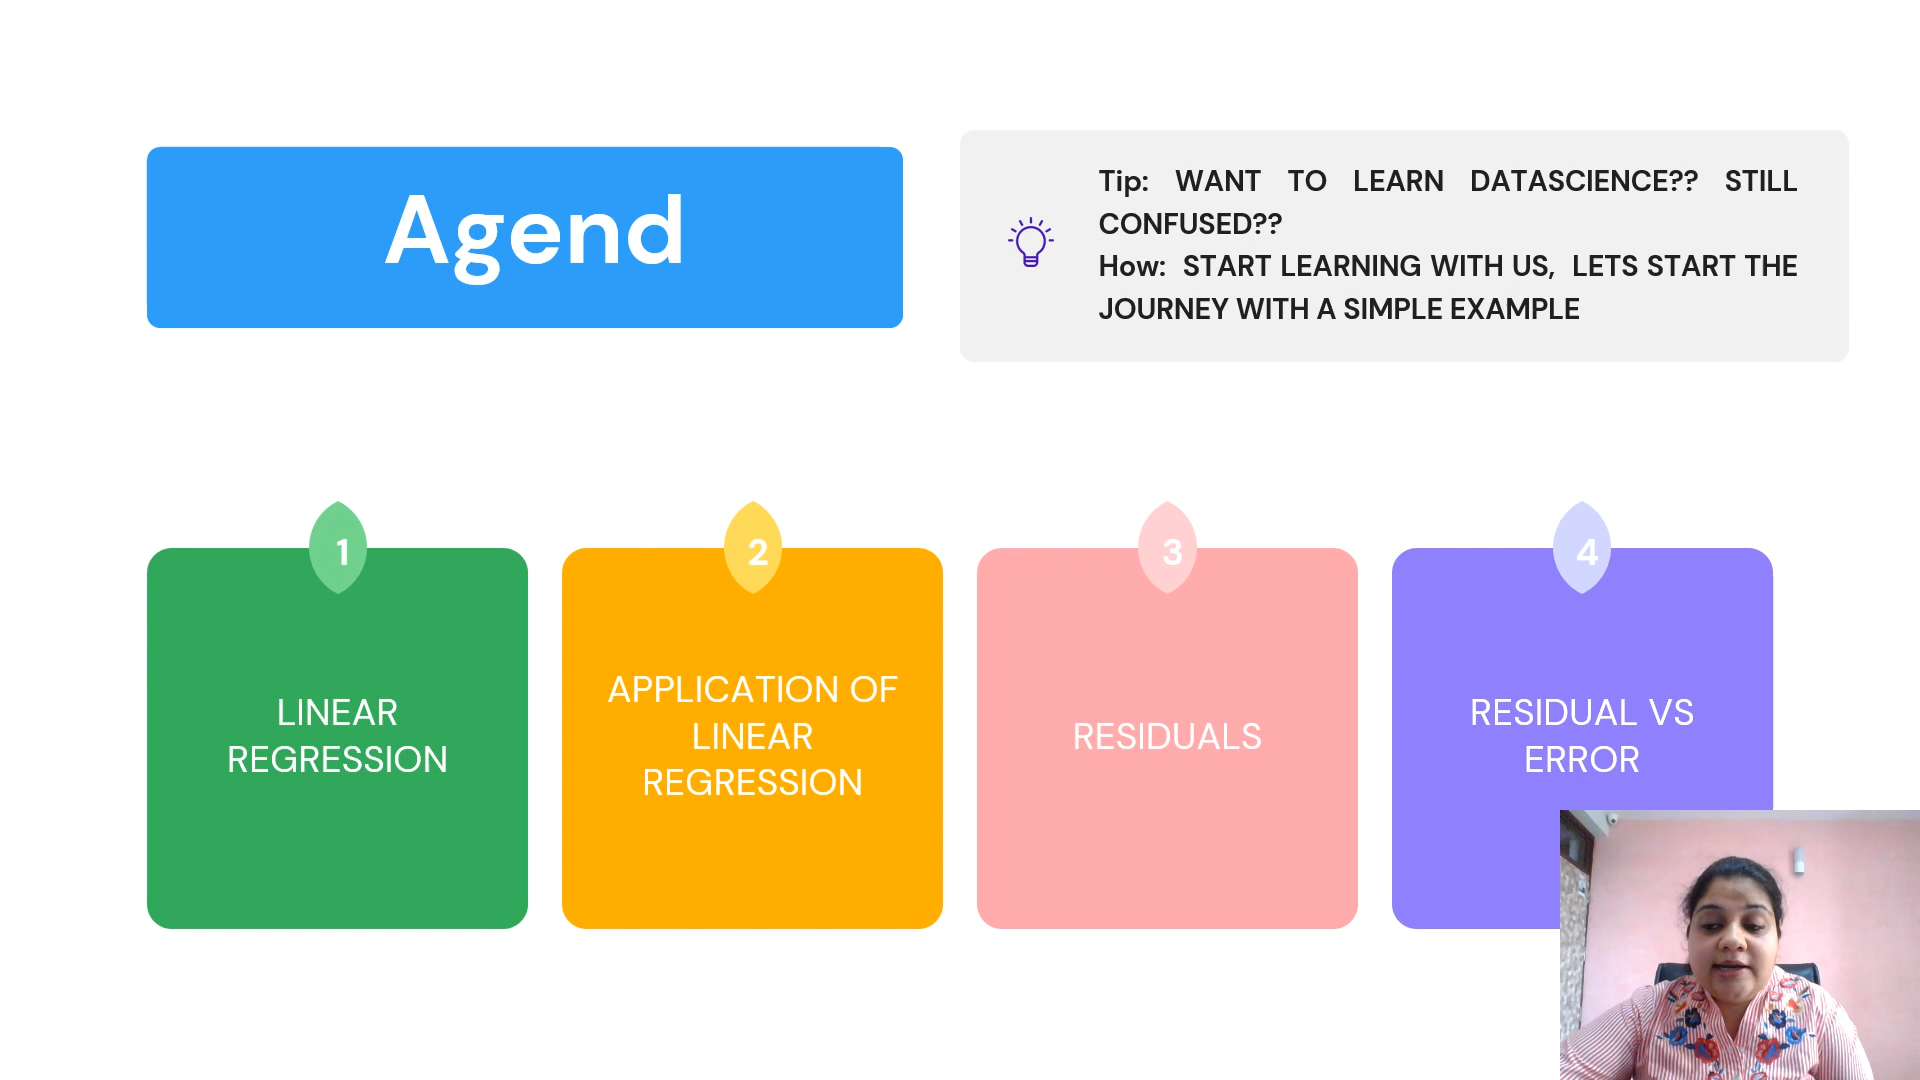 Agend
Tip: WANT TO LEARN DATASCIENCE?? STILL
CONFUSED??
How: START LEARNING WITH US, LETS START THE
JOURNEY WITH A SIMPLE EXAMPLE
1
LINEAR
REGRESSION
2
APPLICATION OF
LINEAR
REGRESSION
3
RESIDUALS
4
RESIDUAL VS
ERROR